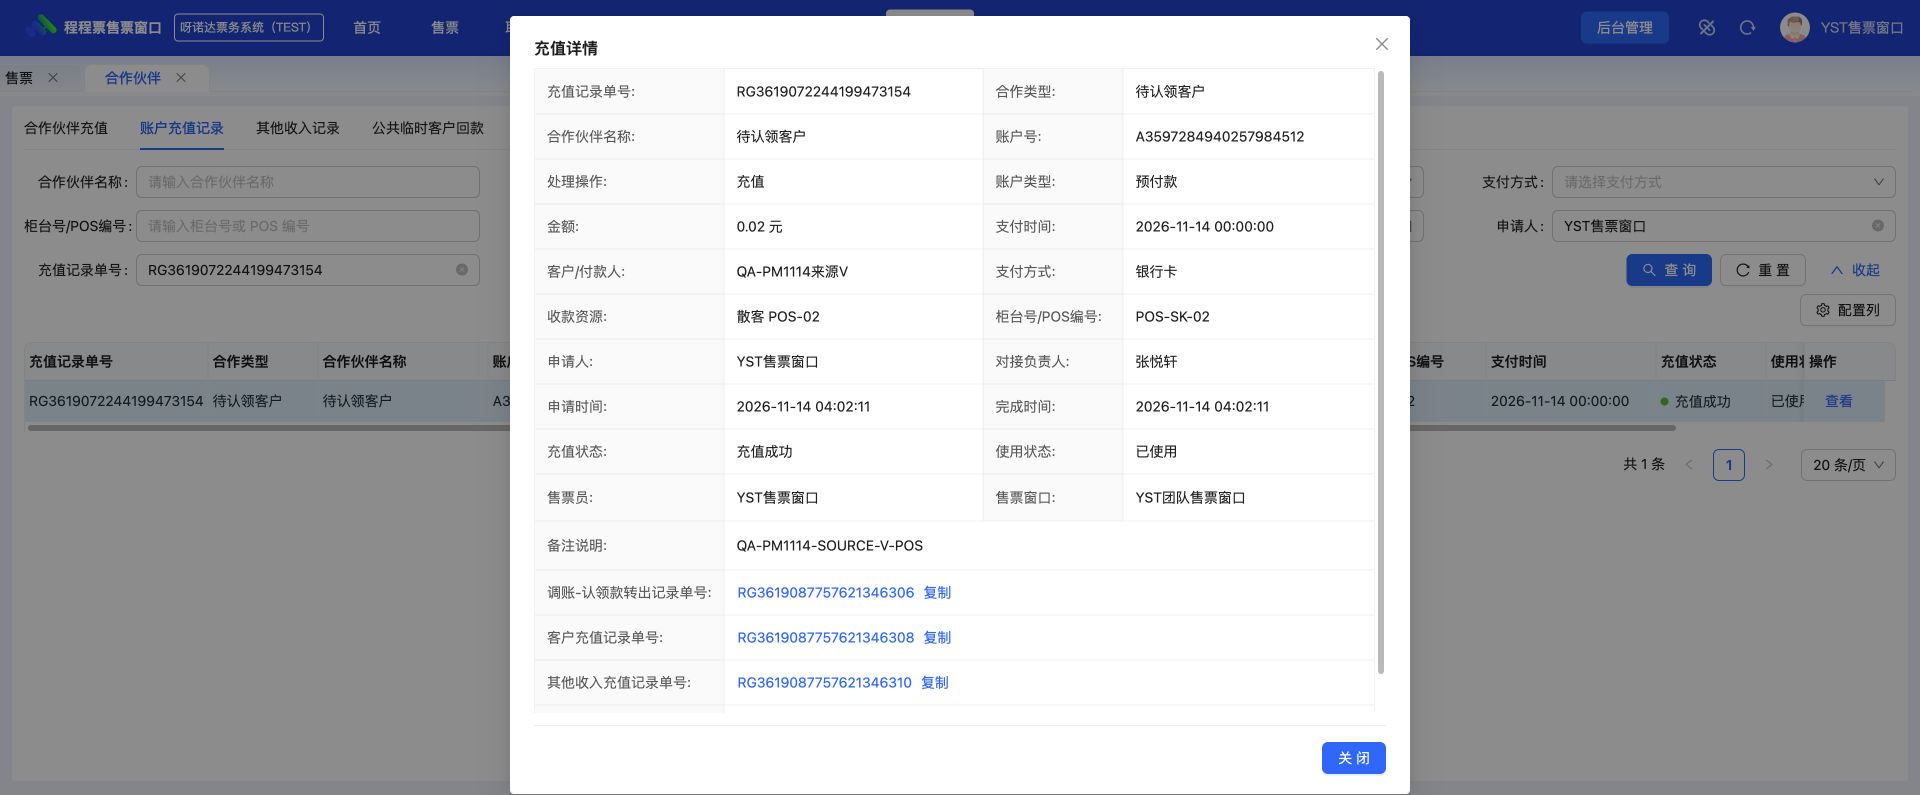 程程票售票窗口 呀诺达票务系统（TEST） 首页 售票 后台管理 YST售票窗口
售票 合作伙伴
合作伙伴充值 账户充值记录 其他收入记录 公共临时客户回款
合作伙伴名称: 请输入合作伙伴名称 支付方式: 请选择支付方式
柜台号/POS编号: 请输入柜台号或 POS 编号 申请人: YST售票窗口
充值记录单号: RG3619072244199473154 查 询 重 置 收起
配置列
充值记录单号 合作类型 合作伙伴名称 支付时间 充值状态 操作
RG3619072244199473154 待认领客户 待认领客户 2026-11-14 00:00:00 充值成功 查看
共 1 条 1 20 条/页
充值详情
充值记录单号: RG3619072244199473154 合作类型: 待认领客户
合作伙伴名称: 待认领客户 账户号: A3597284940257984512
处理操作: 充值 账户类型: 预付款
金额: 0.02 元 支付时间: 2026-11-14 00:00:00
客户/付款人: QA-PM1114来源V 支付方式: 银行卡
收款资源: 散客 POS-02 柜台号/POS编号: POS-SK-02
申请人: YST售票窗口 对接负责人: 张悦轩
申请时间: 2026-11-14 04:02:11 完成时间: 2026-11-14 04:02:11
充值状态: 充值成功 使用状态: 已使用
售票员: YST售票窗口 售票窗口: YST团队售票窗口
备注说明: QA-PM1114-SOURCE-V-POS
调账-认领款转出记录单号: RG3619087757621346306 复制
客户充值记录单号: RG3619087757621346308 复制
其他收入充值记录单号: RG3619087757621346310 复制
关 闭